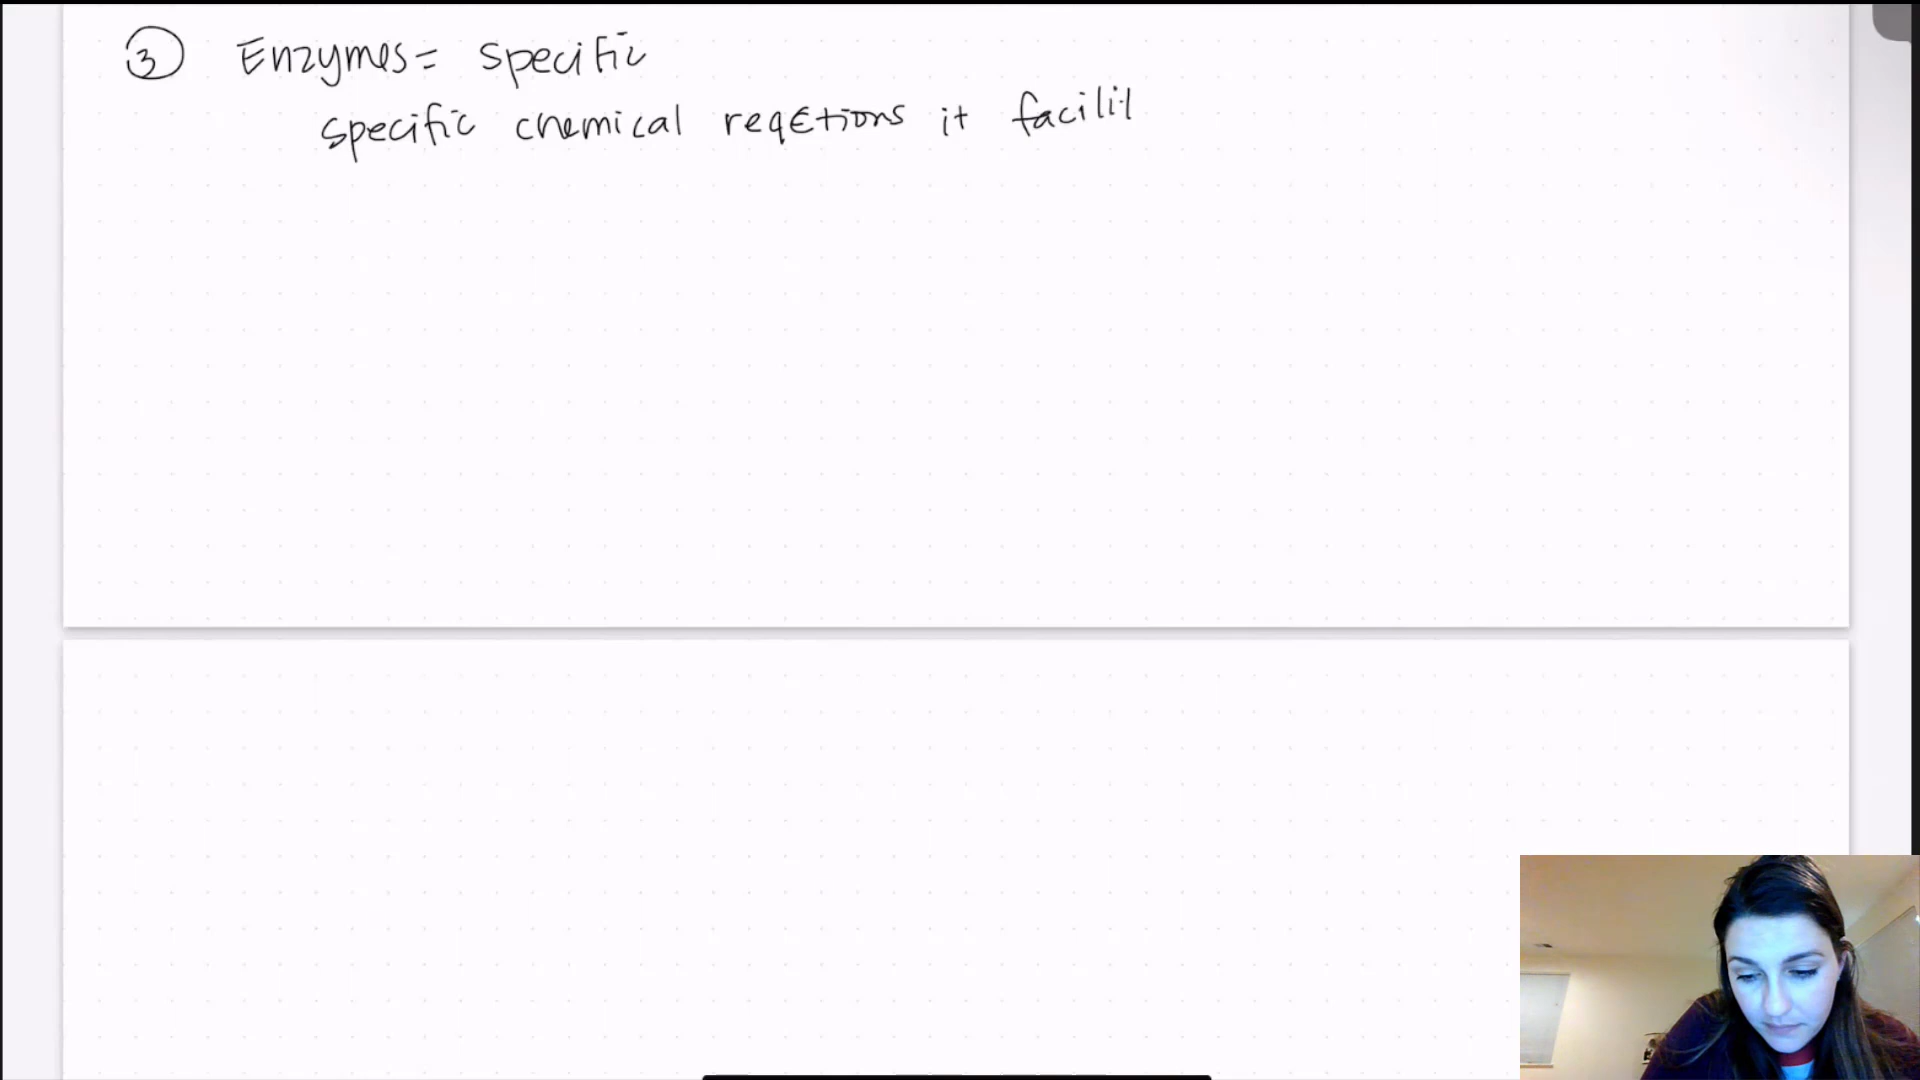 ③ Enzymes = specific
specific chemical reactions it facilit